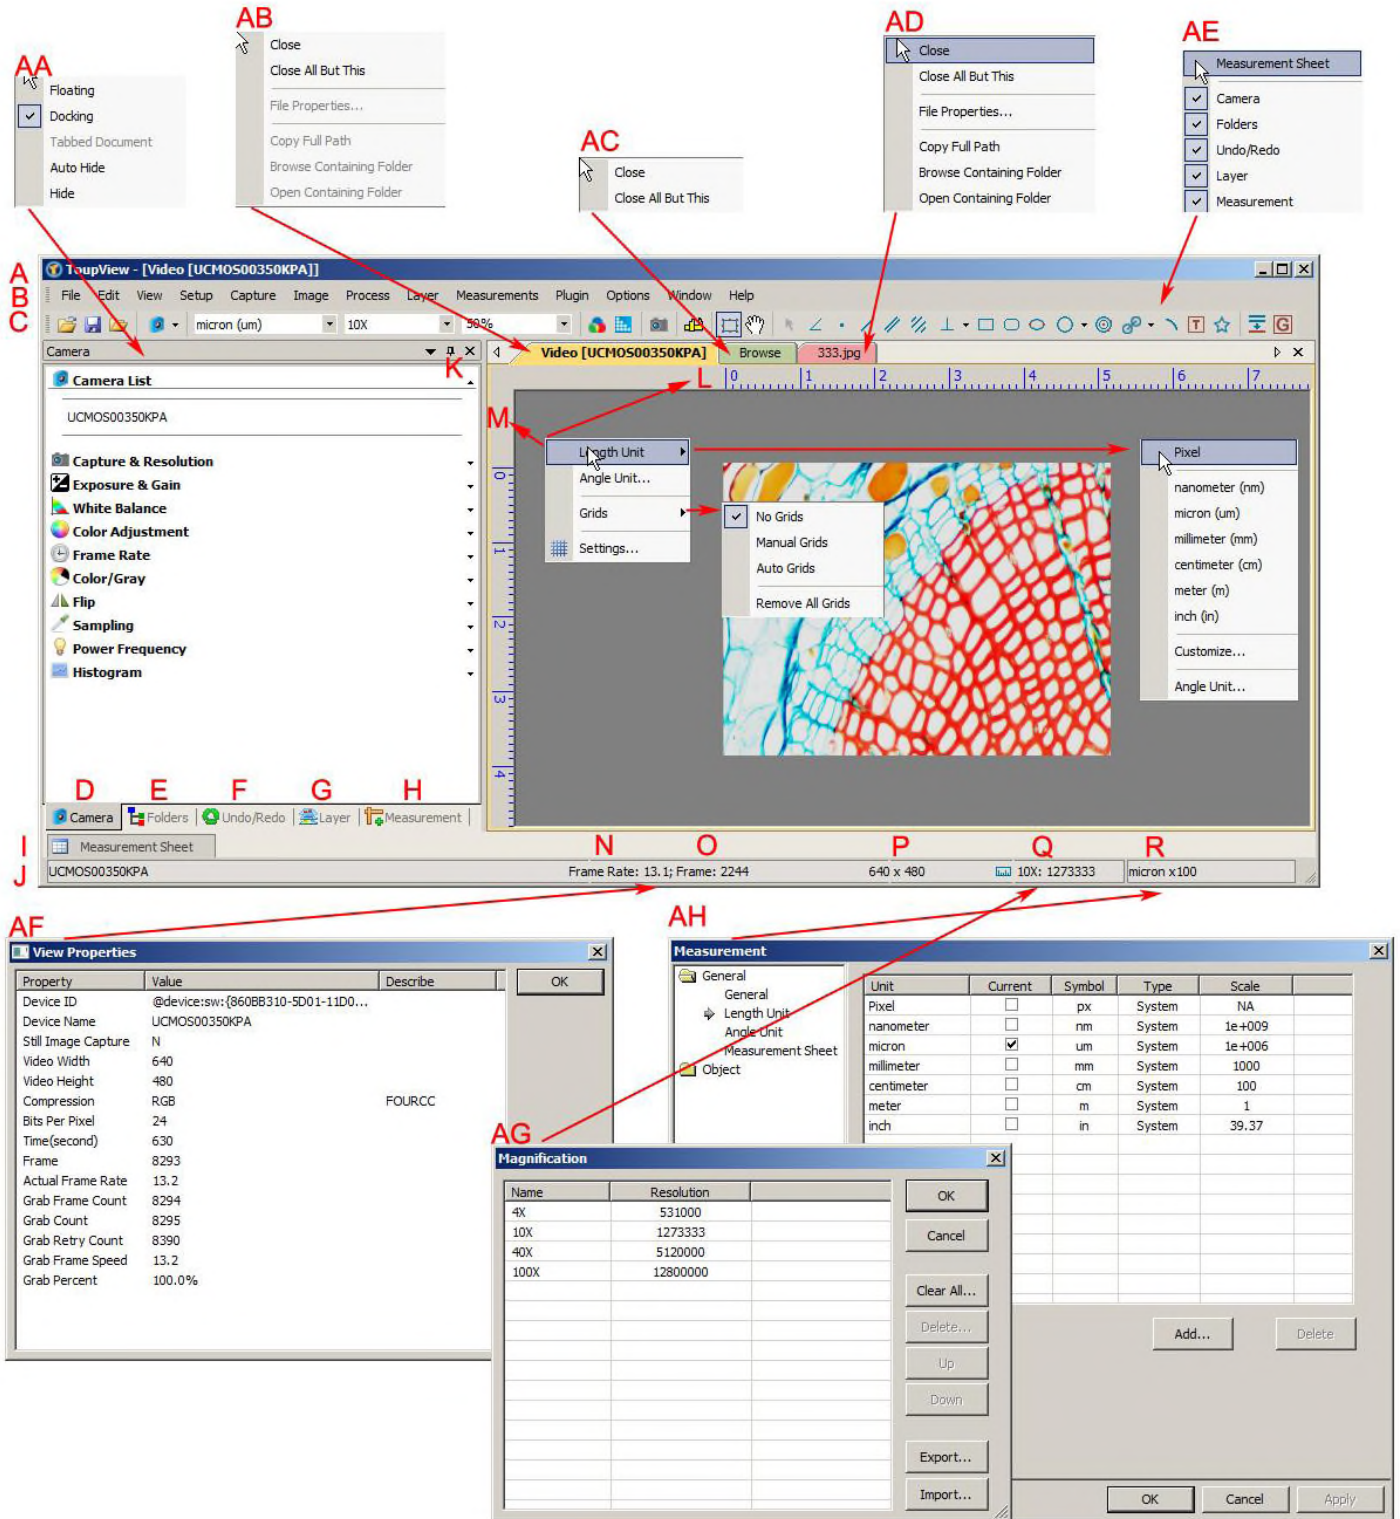 AA
Floating
Docking
Tabbed Document
Auto Hide
Hide
AB
Close
Close All But This
File Properties...
Copy Full Path
Browse Containing Folder
Open Containing Folder
AC
Close
Close All But This
AD
Close
Close All But This
File Properties...
Copy Full Path
Browse Containing Folder
Open Containing Folder
AE
Measurement Sheet
Camera
Folders
Undo/Redo
Layer
Measurement
A
ToupView - [Video [UCMOS00350KPA]]
B
File Edit View Setup Capture Image Process Layer Measurements Plugin Options Window Help
C
micron (um) 10X 50%
T G
Camera
K
Video [UCMOS00350KPA] Browse 333.jpg
L
0 1 2 3 4 5 6 7
M
0
1
2
3
4
Camera List
UCMOS00350KPA
Capture & Resolution
Exposure & Gain
White Balance
Color Adjustment
Frame Rate
Color/Gray
Flip
Sampling
Power Frequency
Histogram
Length Unit
Angle Unit...
Grids
Settings...
No Grids
Manual Grids
Auto Grids
Remove All Grids
Pixel
nanometer (nm)
micron (um)
millimeter (mm)
centimeter (cm)
meter (m)
inch (in)
Customize...
Angle Unit...
D E F G H
Camera Folders Undo/Redo Layer Measurement
I
Measurement Sheet
N O P Q R
J
UCMOS00350KPA Frame Rate: 13.1; Frame: 2244 640 x 480 10X: 1273333 micron x100
AF
View Properties
Property Value Describe
OK
Device ID @device:sw:{860BB310-5D01-11D0...
Device Name UCMOS00350KPA
Still Image Capture N
Video Width 640
Video Height 480
Compression RGB FOURCC
Bits Per Pixel 24
Time(second) 630
Frame 8293
Actual Frame Rate 13.2
Grab Frame Count 8294
Grab Count 8295
Grab Retry Count 8390
Grab Frame Speed 13.2
Grab Percent 100.0%
AH
Measurement
General
General
Length Unit
Angle Unit
Measurement Sheet
Object
Unit Current Symbol Type Scale
Pixel px System NA
nanometer nm System 1e+009
micron um System 1e+006
millimeter mm System 1000
centimeter cm System 100
meter m System 1
inch in System 39.37
Add... Delete
OK Cancel Apply
AG
Magnification
Name Resolution
4X 531000
10X 1273333
40X 5120000
100X 12800000
OK
Cancel
Clear All...
Delete...
Up
Down
Export...
Import...